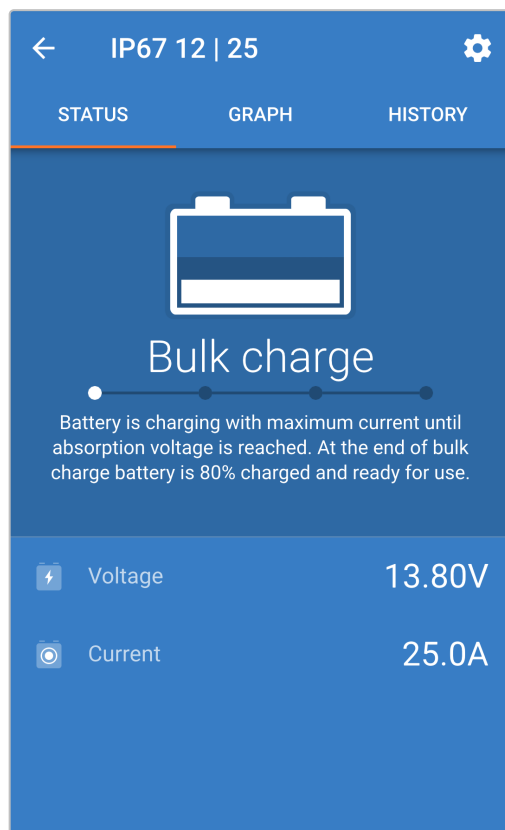 IP67 12 | 25
STATUS GRAPH HISTORY
Bulk charge
Battery is charging with maximum current until
absorption voltage is reached. At the end of bulk
charge battery is 80% charged and ready for use.
Voltage 13.80V
Current 25.0A